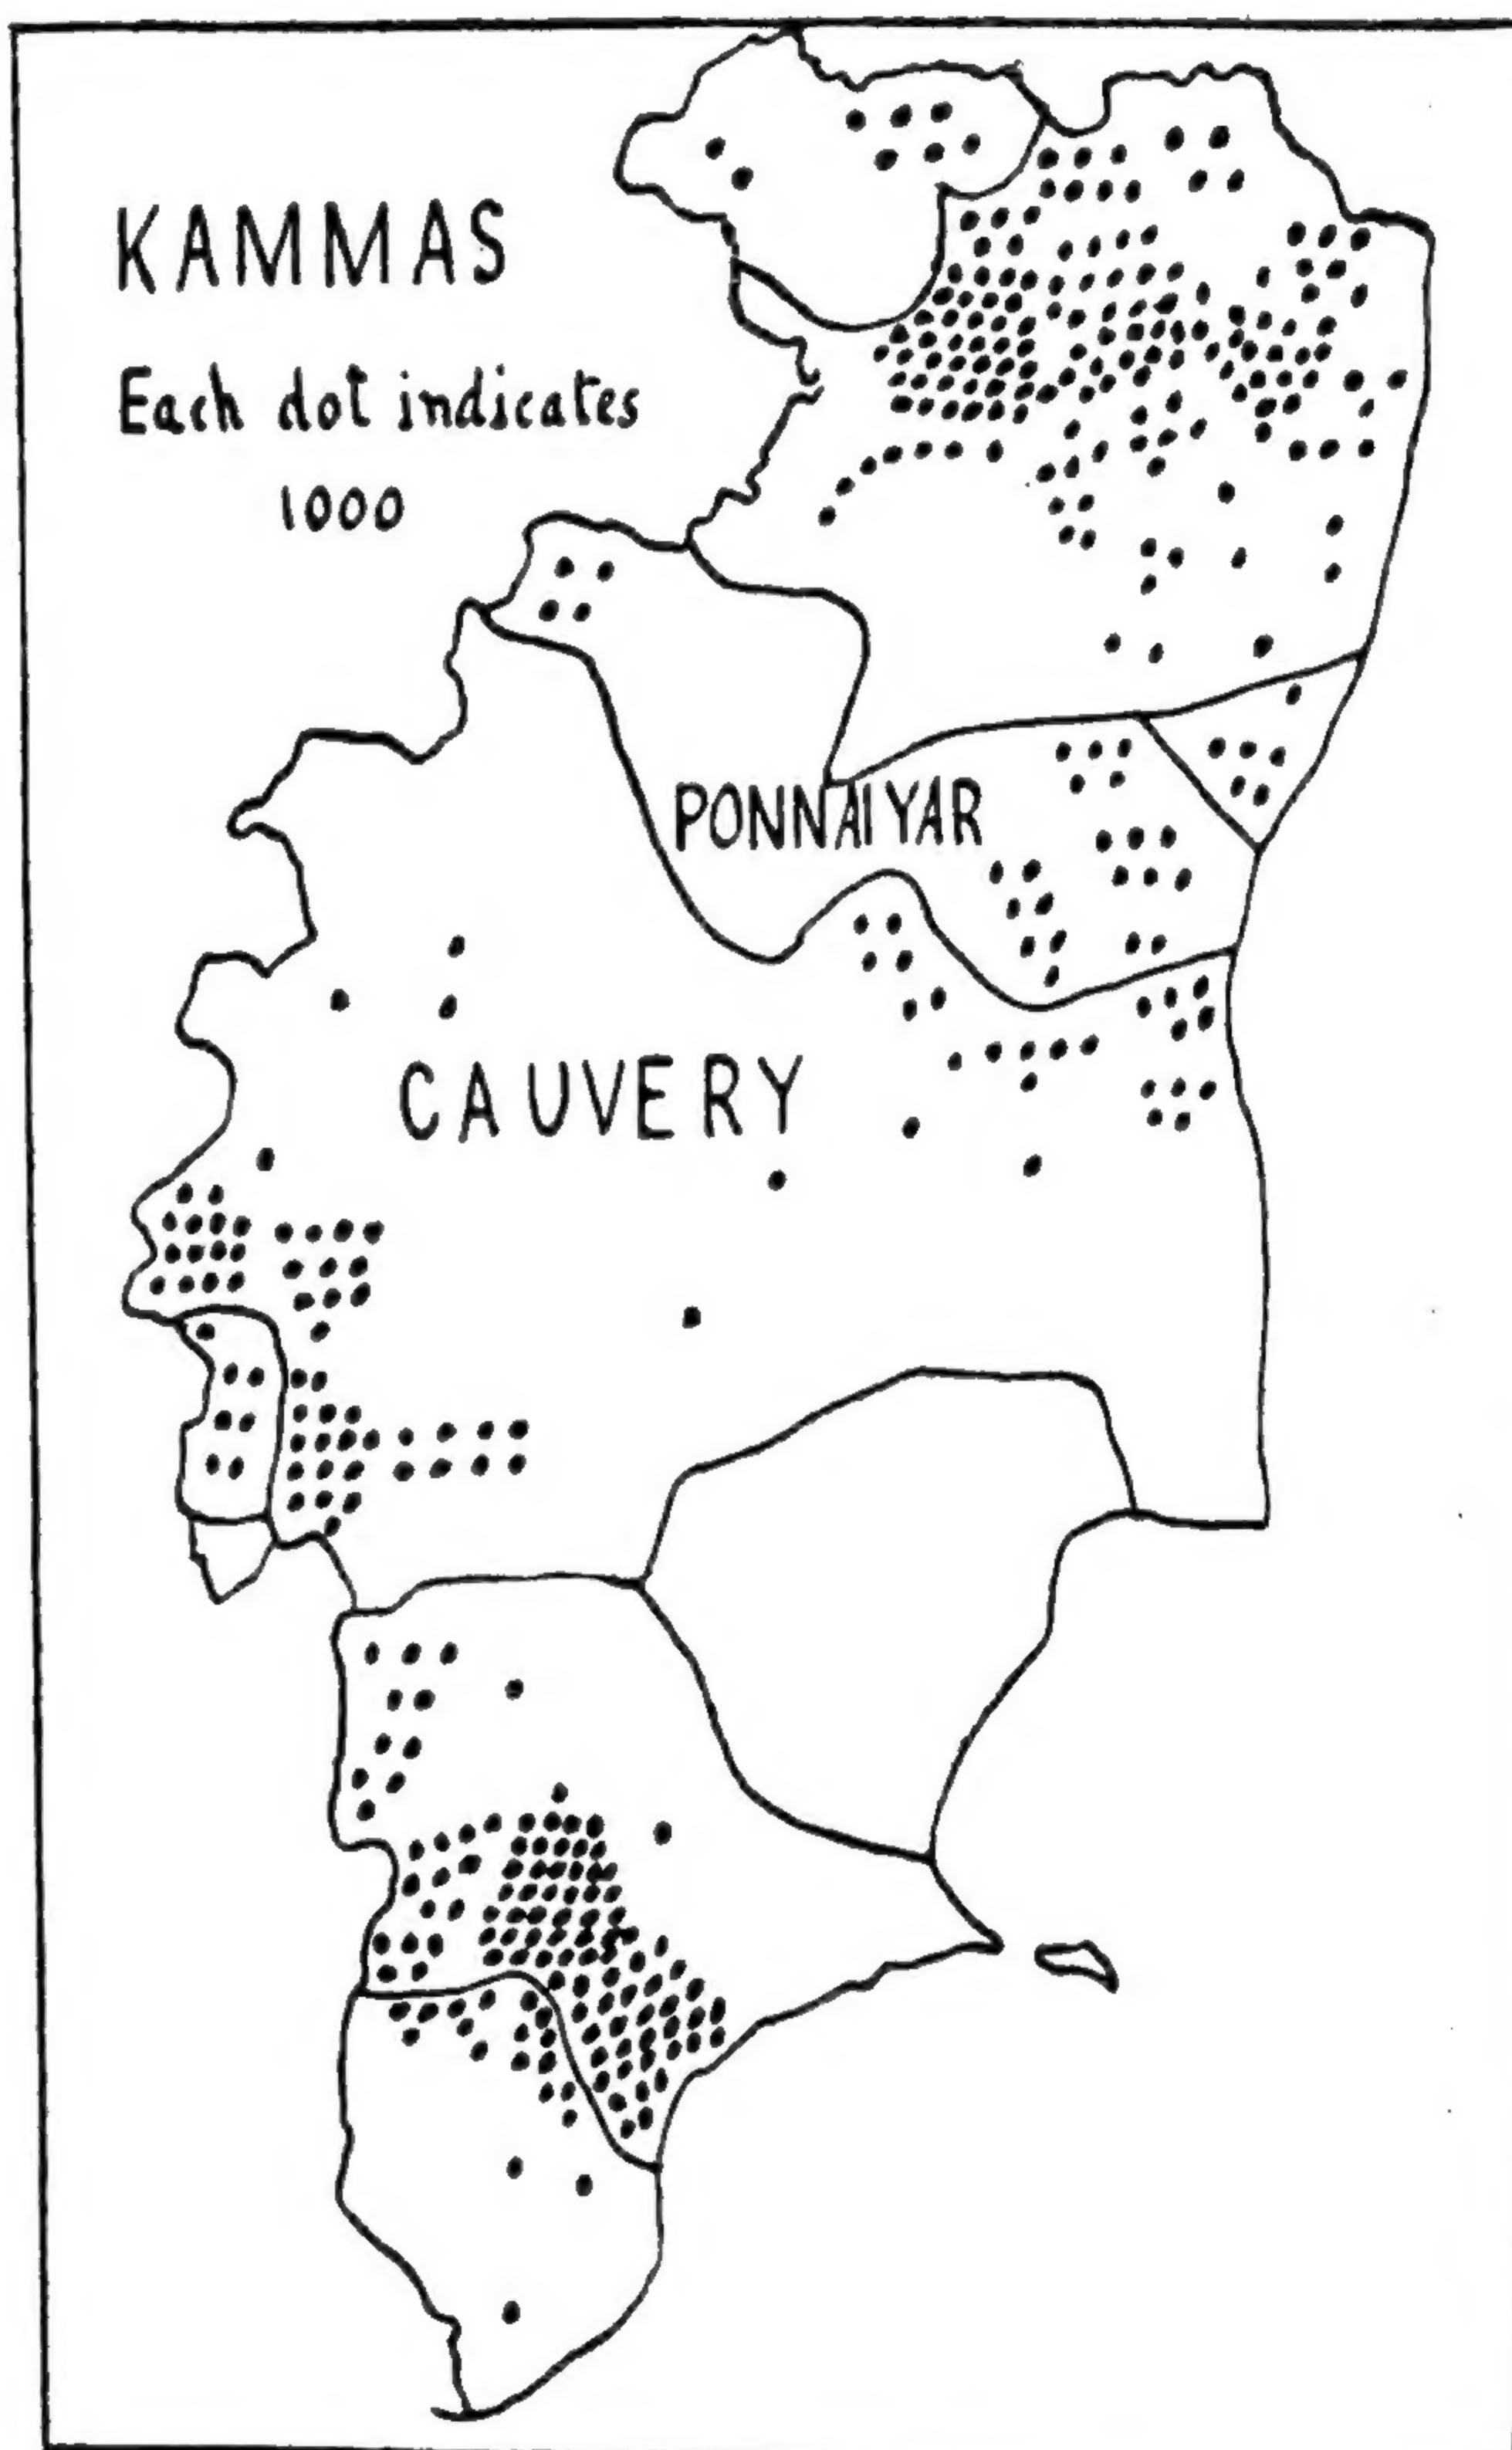 KAMMAS
Each dot indicates
1000
PONNAIYAR
CAUVERY